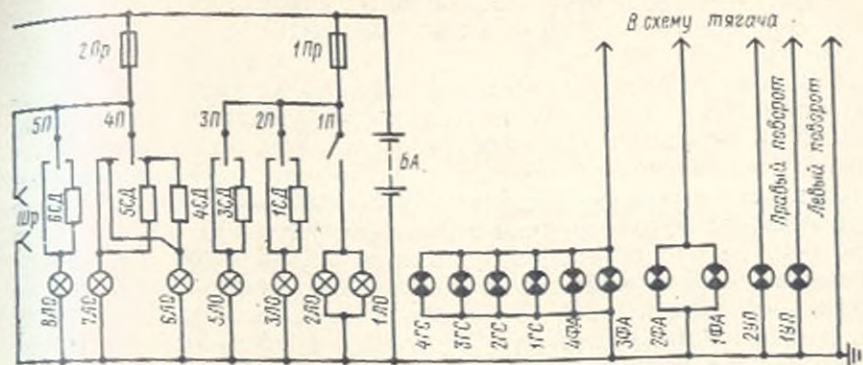 В схему тягача
2Пр
1Пр
5П
4П
3П
2П
1П
БА
Правый поворот
Левый поворот
Шр
6СД
5СД
4СД
3СД
1СД
8ЛО
7ЛО
6ЛО
5ЛО
3ЛО
2ЛО
1ЛО
4ГС
3ГС
2ГС
1ГС
4ФА
3ФА
2ФА
1ФА
2УП
1УП